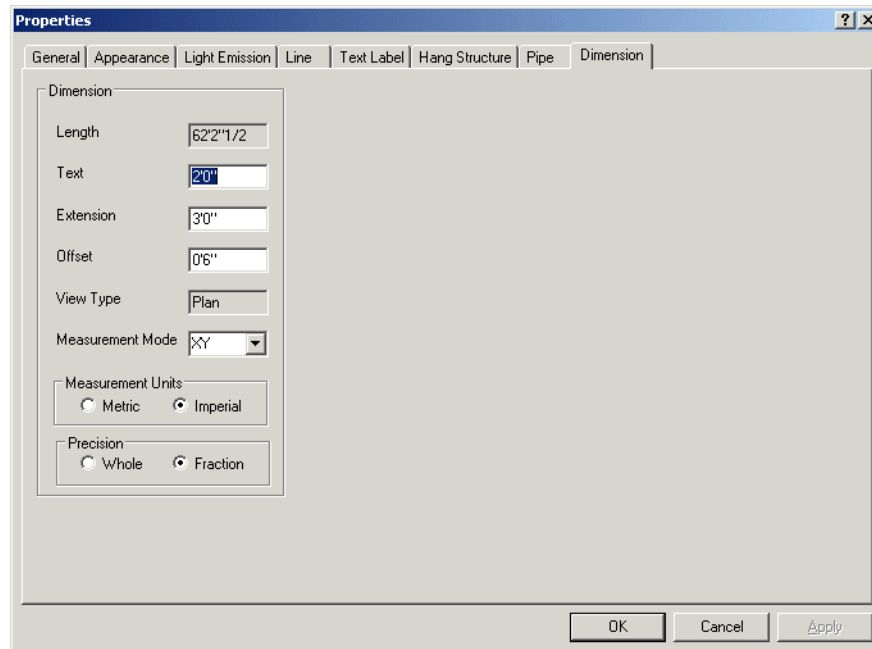 Properties
General Appearance Light Emission Line Text Label Hang Structure Pipe Dimension
Dimension
Length 62'2"1/2
Text 2'0"
Extension 3'0"
Offset 0'6"
View Type Plan
Measurement Mode XY
Measurement Units
Metric Imperial
Precision
Whole Fraction
OK Cancel Apply